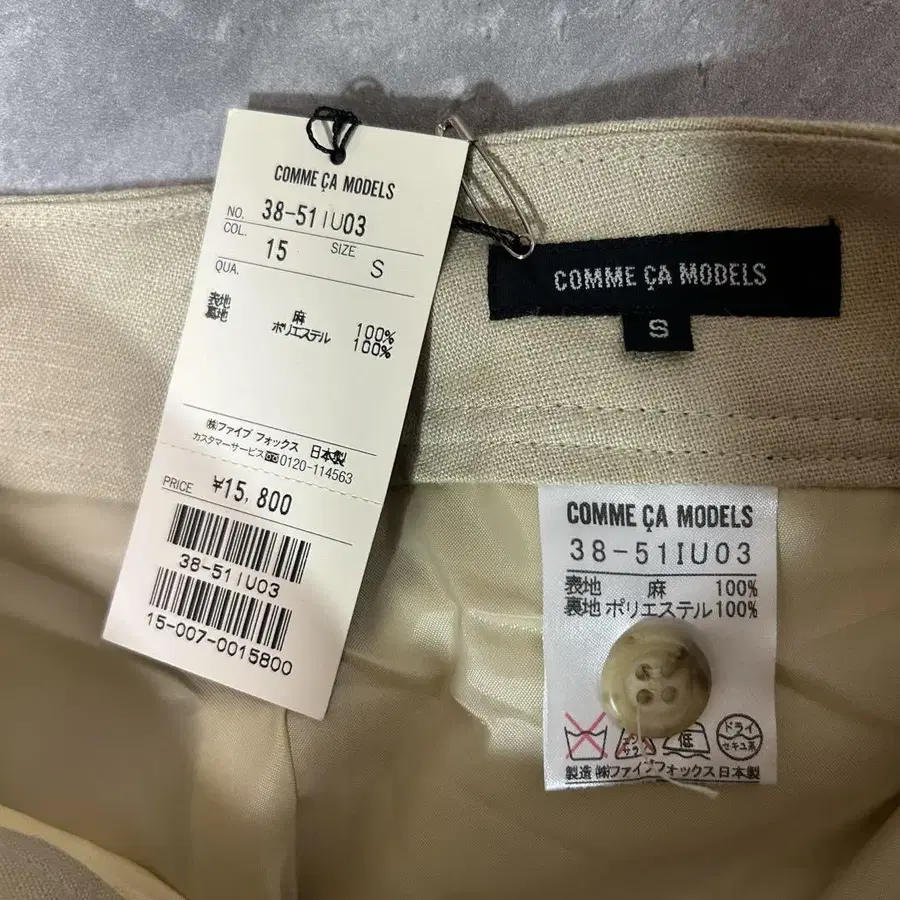 COMME ÇA MODELS
NO. 38-51IU03
COL. 15 SIZE S
QUA.
表地 麻 100%
裏地 ポリエステル 100%
㈱ファイブ フォックス 日本製
カスタマーサービス 0120-114563
PRICE ¥15,800
38-51IU03
15-007-0015800
COMME ÇA MODELS
S
COMME ÇA MODELS
38-51IU03
表地 麻 100%
裏地 ポリエステル 100%
低
ドライ
セキユ系
製造 ㈱ファイブフォックス 日本製